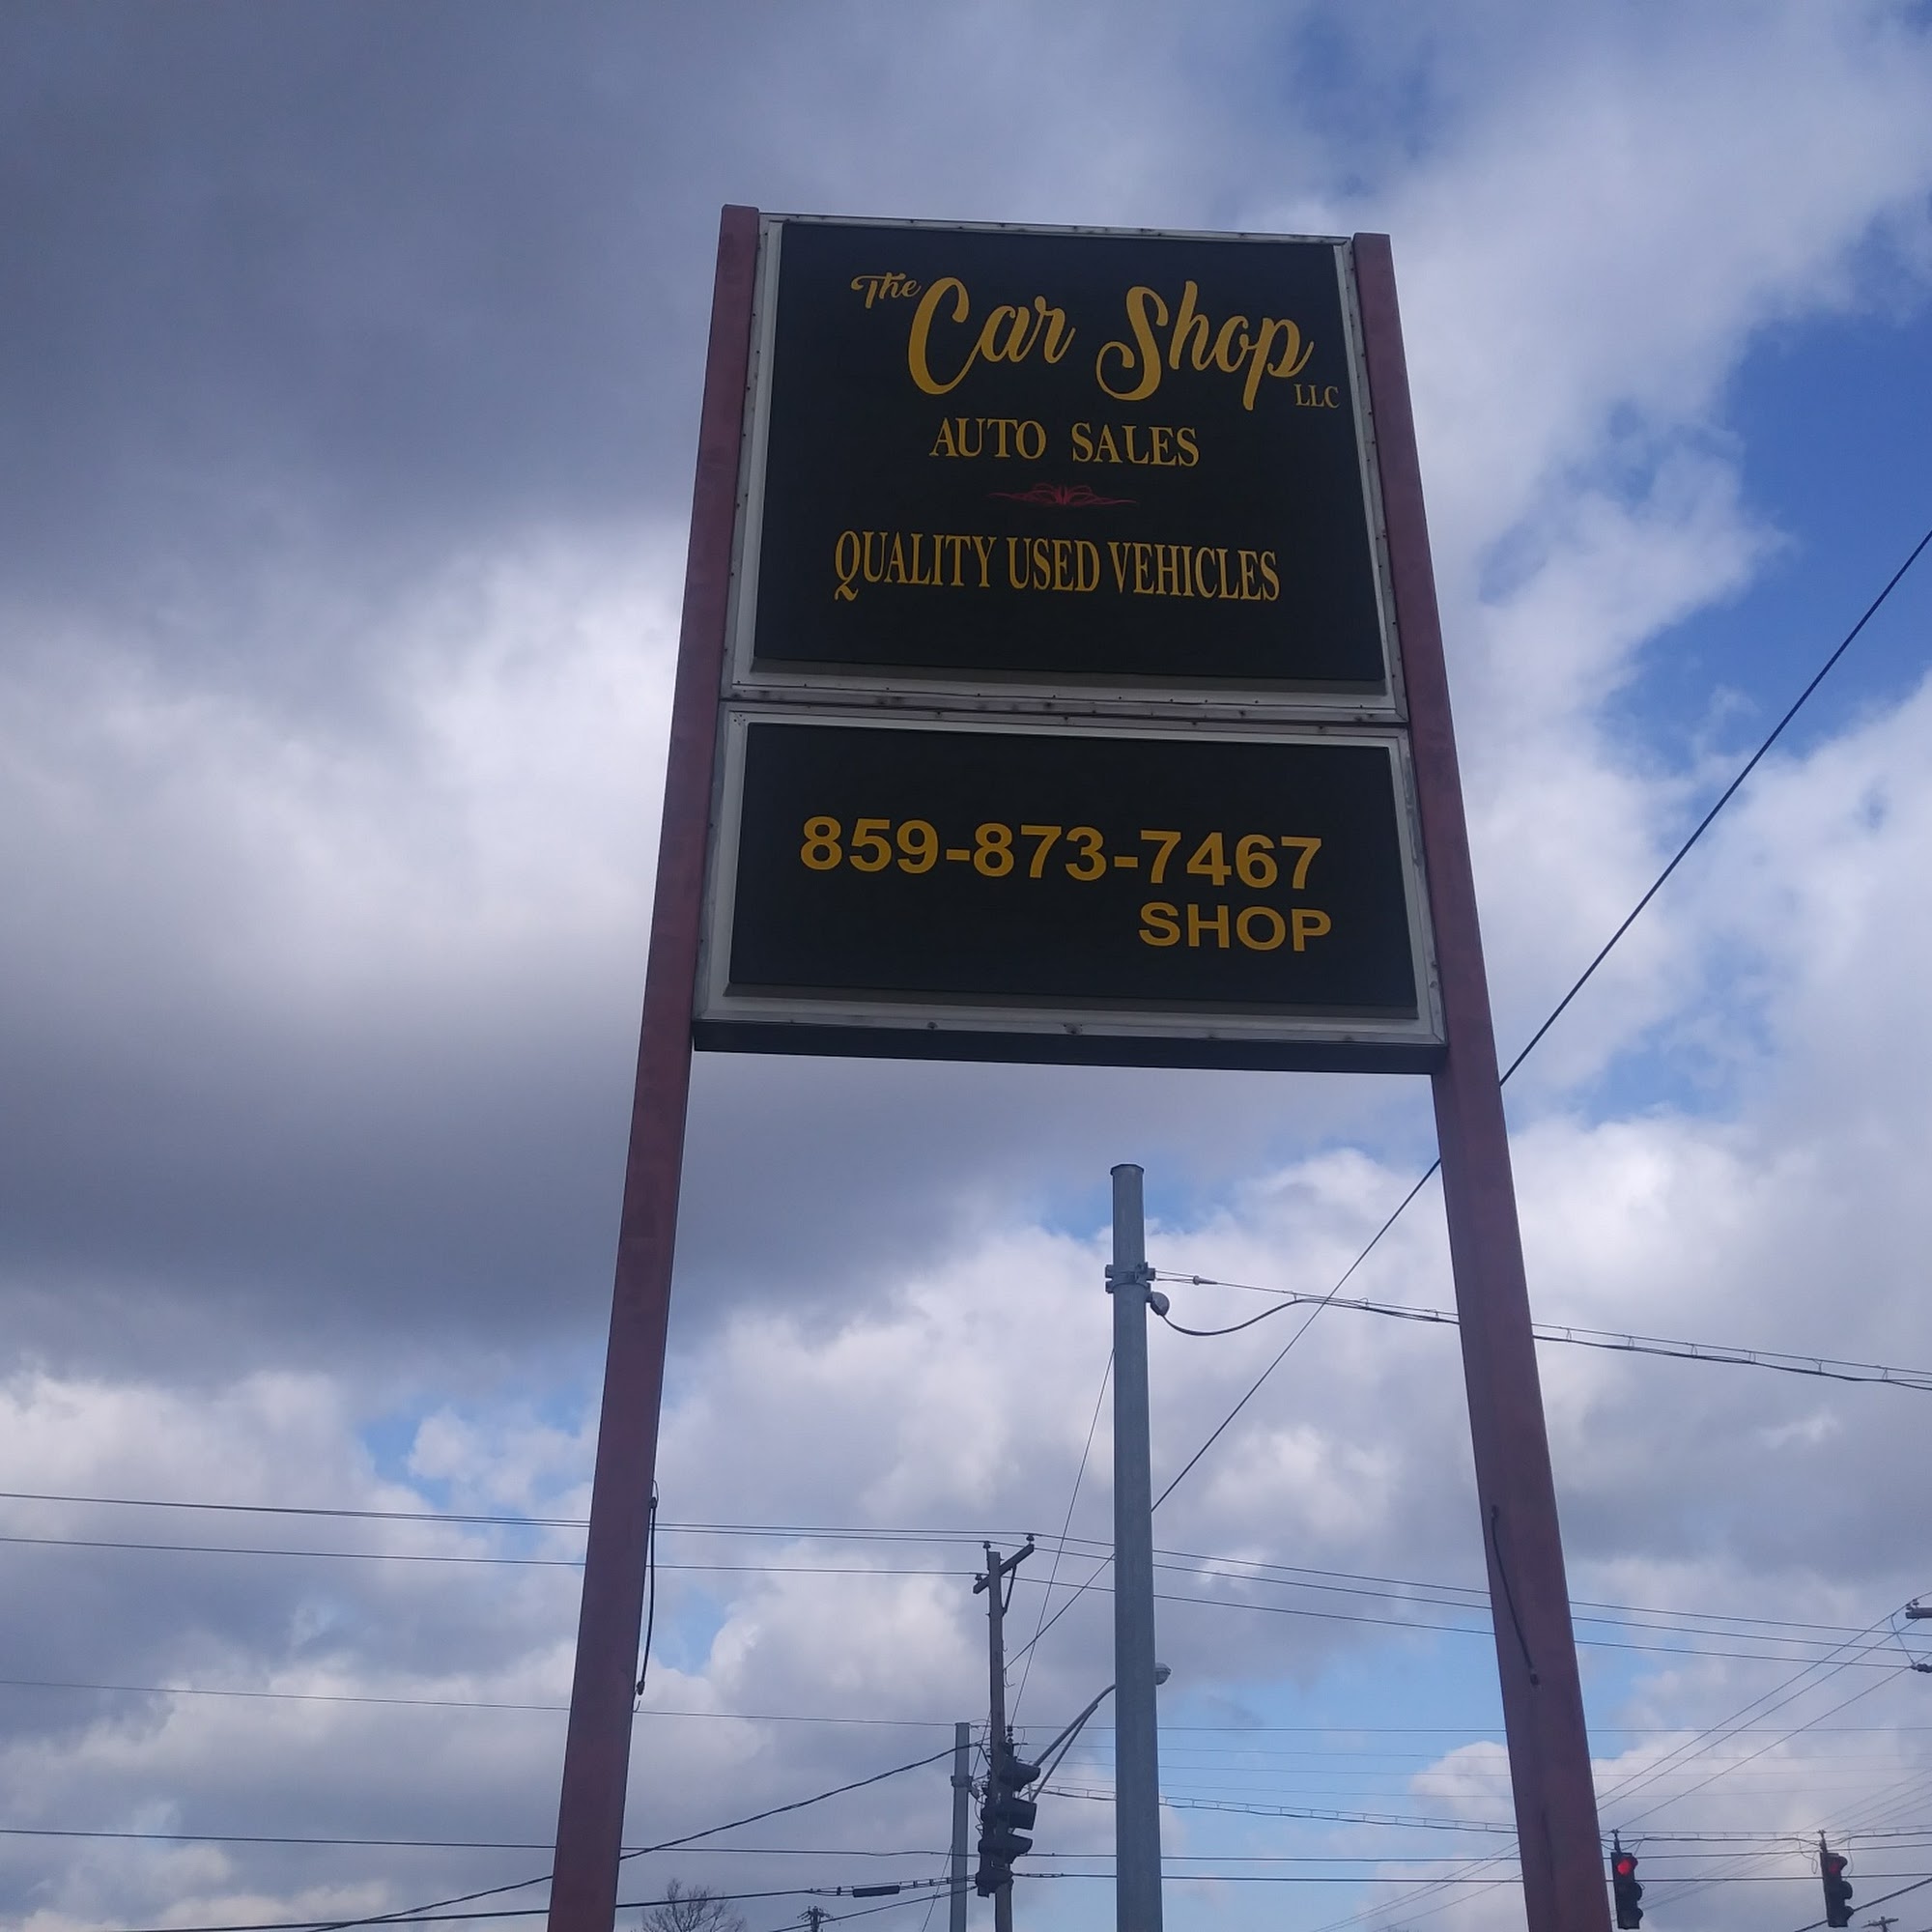 The Car Shop LLC
AUTO SALES
QUALITY USED VEHICLES
859-873-7467
SHOP